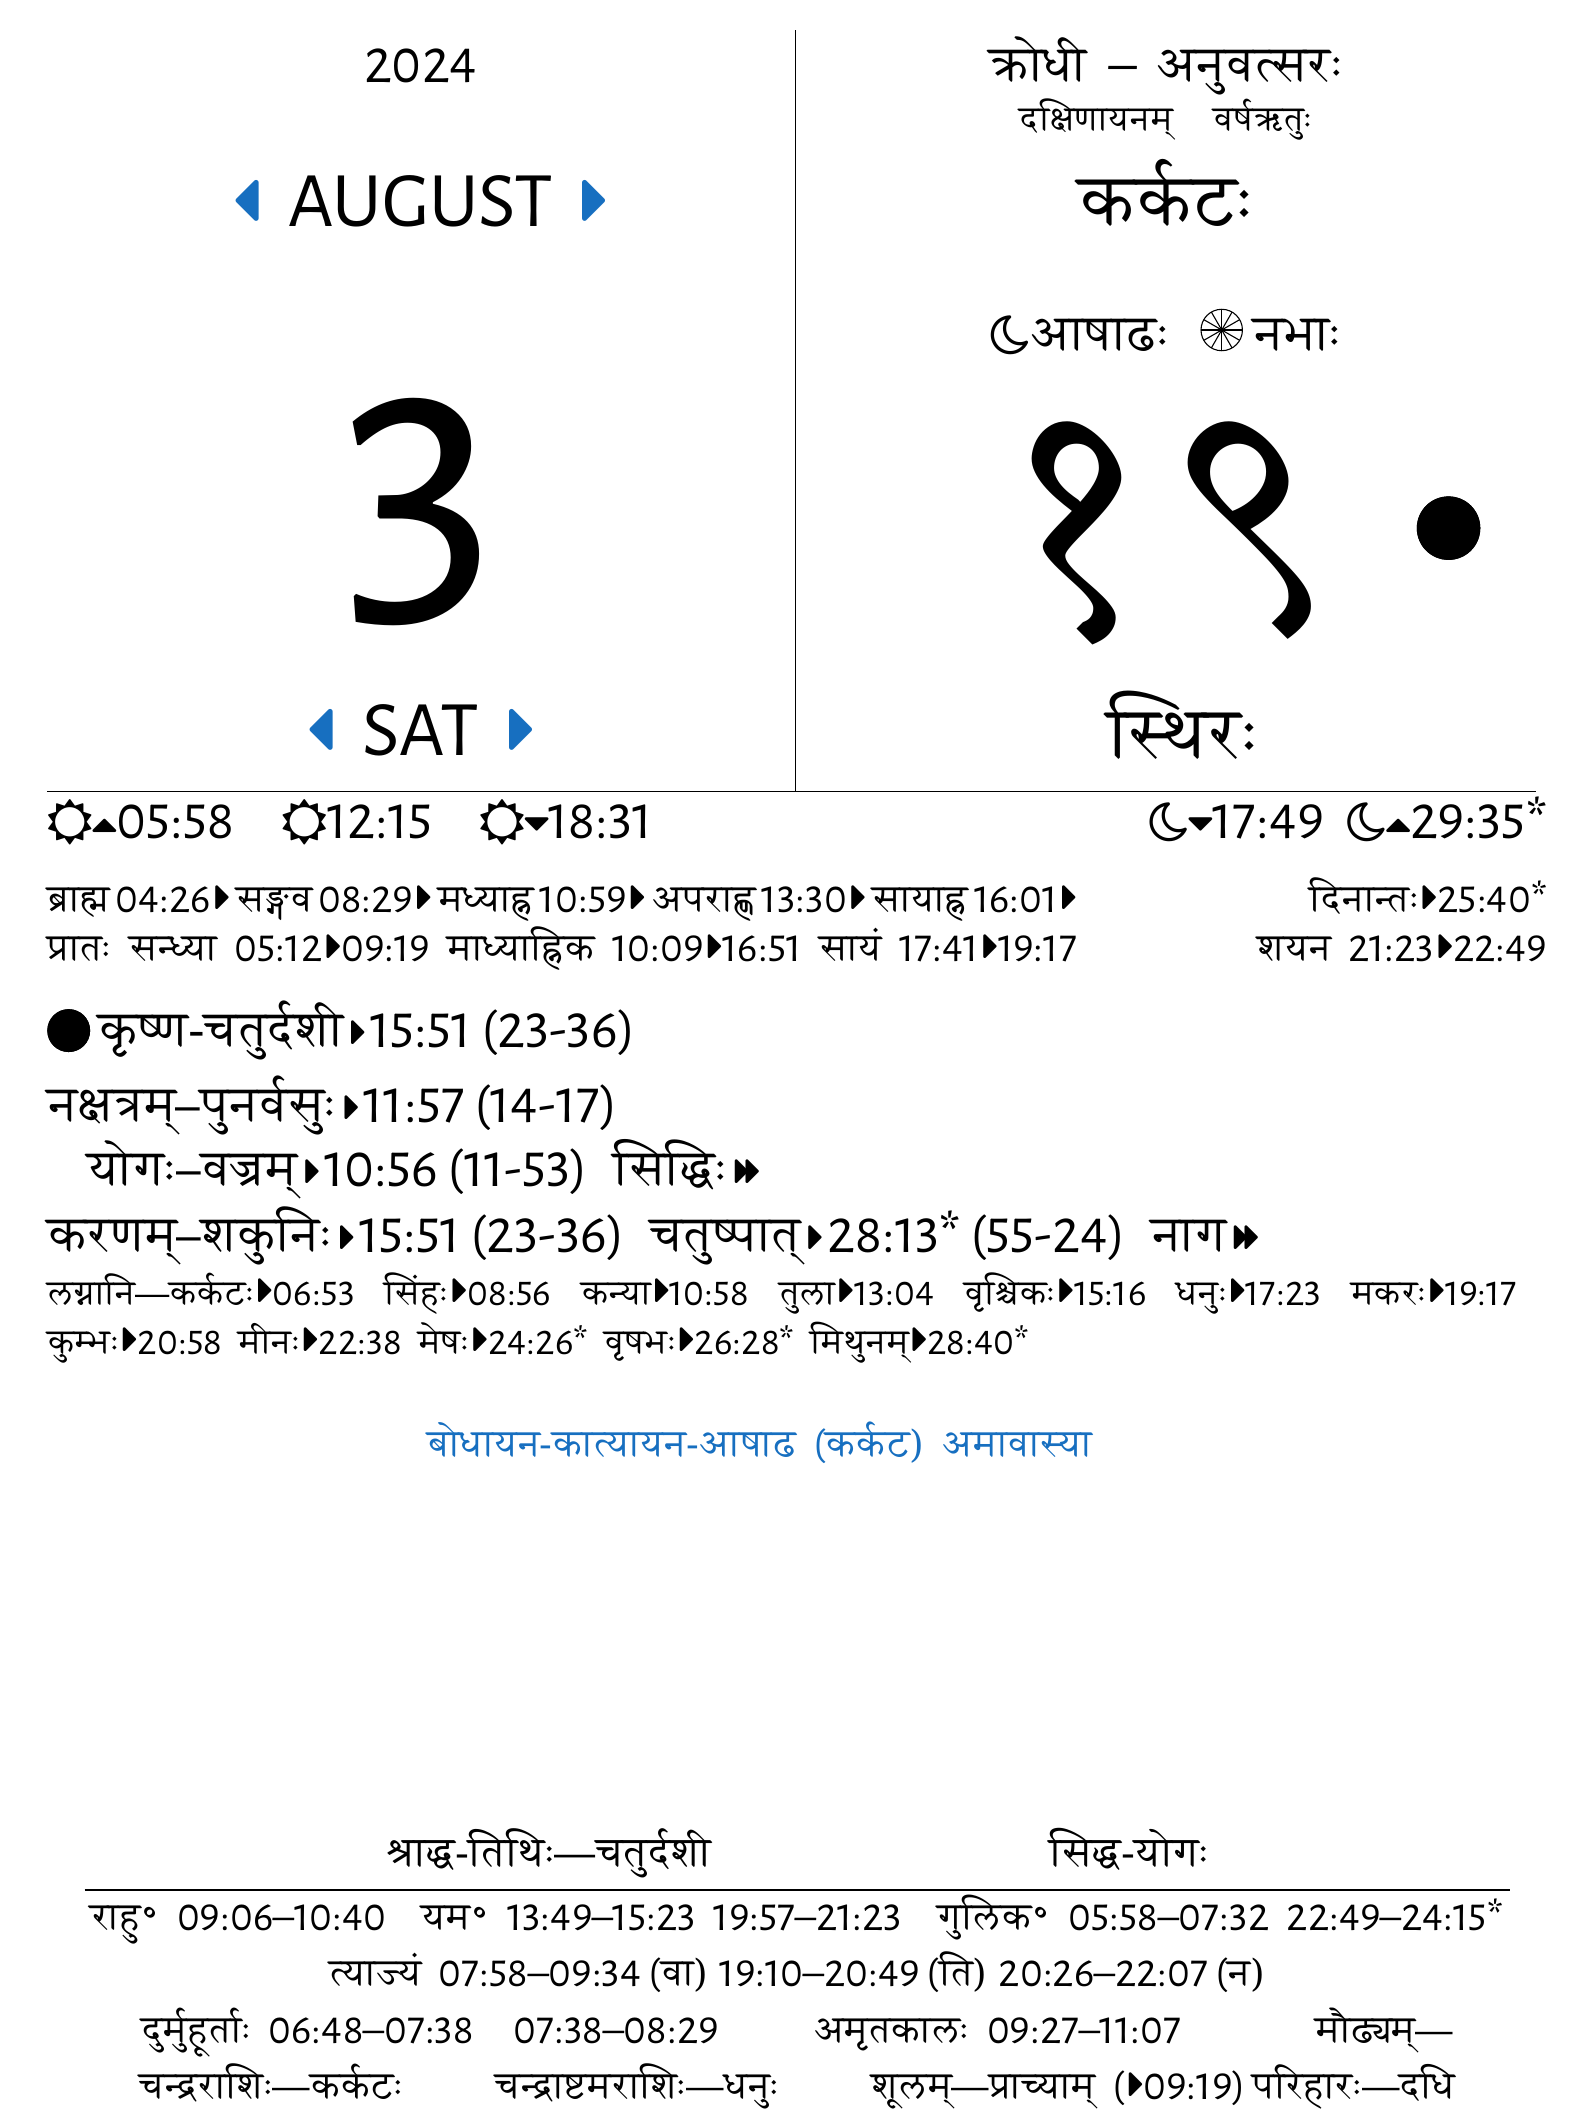 2024
AUGUST
3
SAT
क्रोधी – अनुवत्सरः
दक्षिणायनम् वर्षऋतुः
कर्कटः
आषाढः नभाः
१९
स्थिरः
05:58 12:15 18:31 17:49 29:35*
ब्राह्म 04:26 सङ्गव 08:29 मध्याह्न 10:59 अपराह्ण 13:30 सायाह्न 16:01 दिनान्तः 25:40*
प्रातः सन्ध्या 05:12 09:19 माध्याह्निक 10:09 16:51 सायं 17:41 19:17 शयन 21:23 22:49
कृष्ण-चतुर्दशी 15:51 (23-36)
नक्षत्रम्–पुनर्वसुः 11:57 (14-17)
योगः–वज्रम् 10:56 (11-53) सिद्धिः
करणम्–शकुनिः 15:51 (23-36) चतुष्पात् 28:13* (55-24) नाग
लग्नानि—कर्कटः 06:53 सिंहः 08:56 कन्या 10:58 तुला 13:04 वृश्चिकः 15:16 धनुः 17:23 मकरः 19:17
कुम्भः 20:58 मीनः 22:38 मेषः 24:26* वृषभः 26:28* मिथुनम् 28:40*
बोधायन-कात्यायन-आषाढ (कर्कट) अमावास्या
श्राद्ध-तिथिः—चतुर्दशी सिद्ध-योगः
राहु॰ 09:06–10:40 यम॰ 13:49–15:23 19:57–21:23 गुलिक॰ 05:58–07:32 22:49–24:15*
त्याज्यं 07:58–09:34 (वा) 19:10–20:49 (ति) 20:26–22:07 (न)
दुर्मुहूर्ताः 06:48–07:38 07:38–08:29 अमृतकालः 09:27–11:07 मौढ्यम्—
चन्द्रराशिः—कर्कटः चन्द्राष्टमराशिः—धनुः शूलम्—प्राच्याम् (09:19) परिहारः—दधि